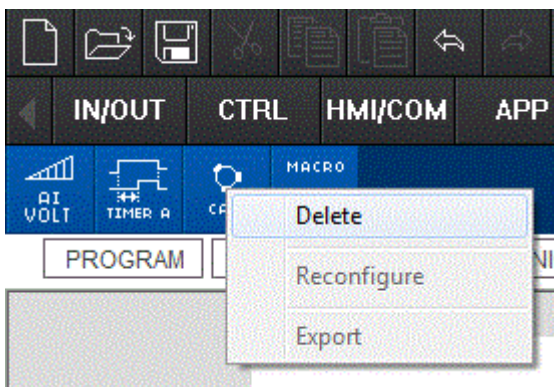 IN/OUT CTRL HMI/COM APP
MACRO
AI VOLT TIMER A
Delete
PROGRAM
Reconfigure
Export